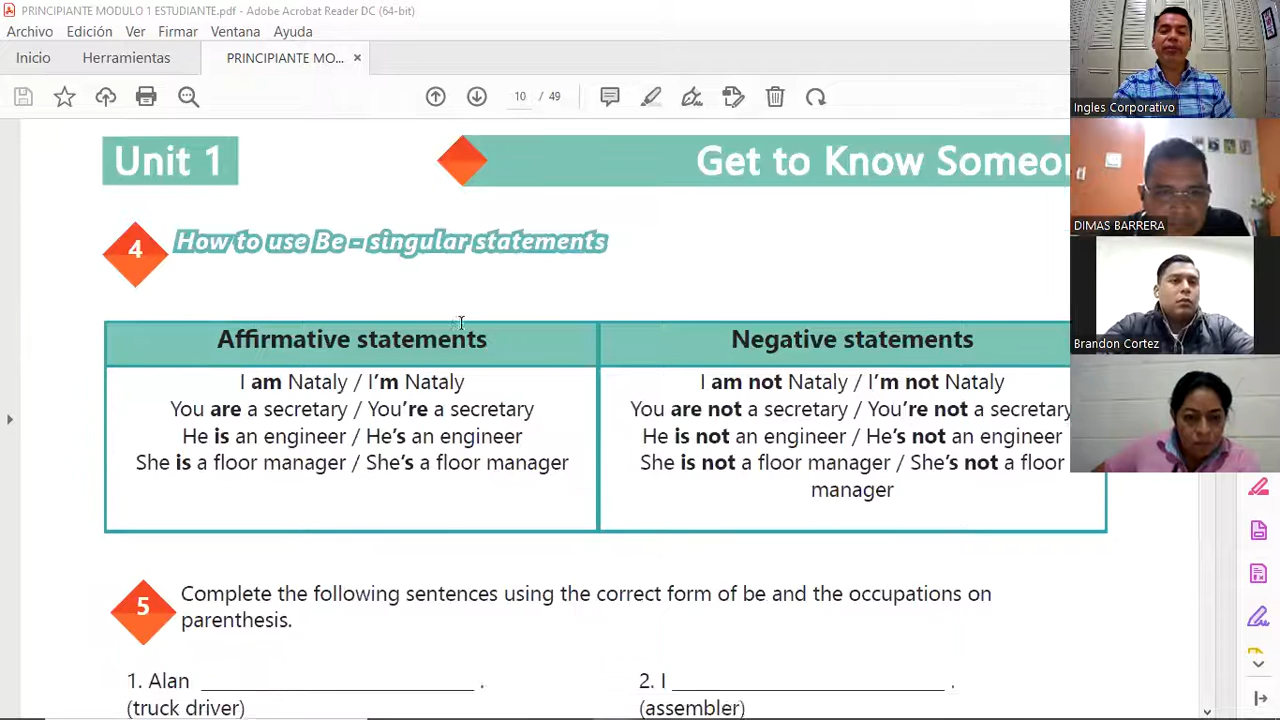 PRINCIPIANTE MODULO 1 ESTUDIANTE.pdf - Adobe Acrobat Reader DC (64-bit)
Archivo Edición Ver Firmar Ventana Ayuda
Inicio Herramientas PRINCIPIANTE MO... ×
10 / 49
Ingles Corporativo
DIMAS BARRERA
Brandon Cortez
Unit 1
Get to Know Someo
4 How to use Be - singular statements
Affirmative statements
I am Nataly / I'm Nataly
You are a secretary / You're a secretary
He is an engineer / He's an engineer
She is a floor manager / She's a floor manager
Negative statements
I am not Nataly / I'm not Nataly
You are not a secretary / You're not a secretary
He is not an engineer / He's not an engineer
She is not a floor manager / She's not a floor
manager
5 Complete the following sentences using the correct form of be and the occupations on
parenthesis.
1. Alan ______________________ .
(truck driver)
2. I ______________________ .
(assembler)